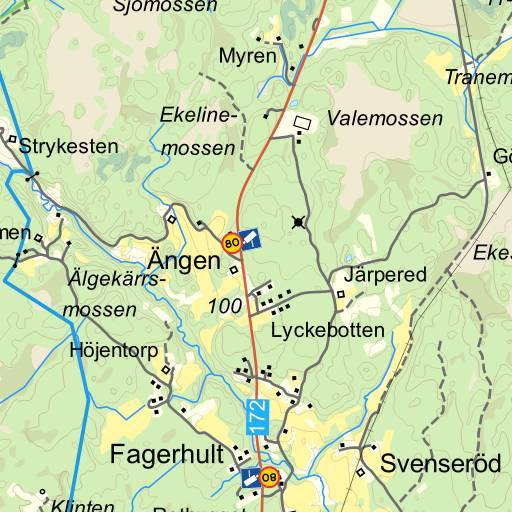 Sjömossen
Myren
Tranem
Ekeline-
mossen
Valemossen
Strykesten
Gö
men
80
Ängen
Ekes
Älgekärrs-
mossen
Järpered
100
Lyckebotten
Höjentorp
172
Fagerhult
Svenseröd
80
Klinten